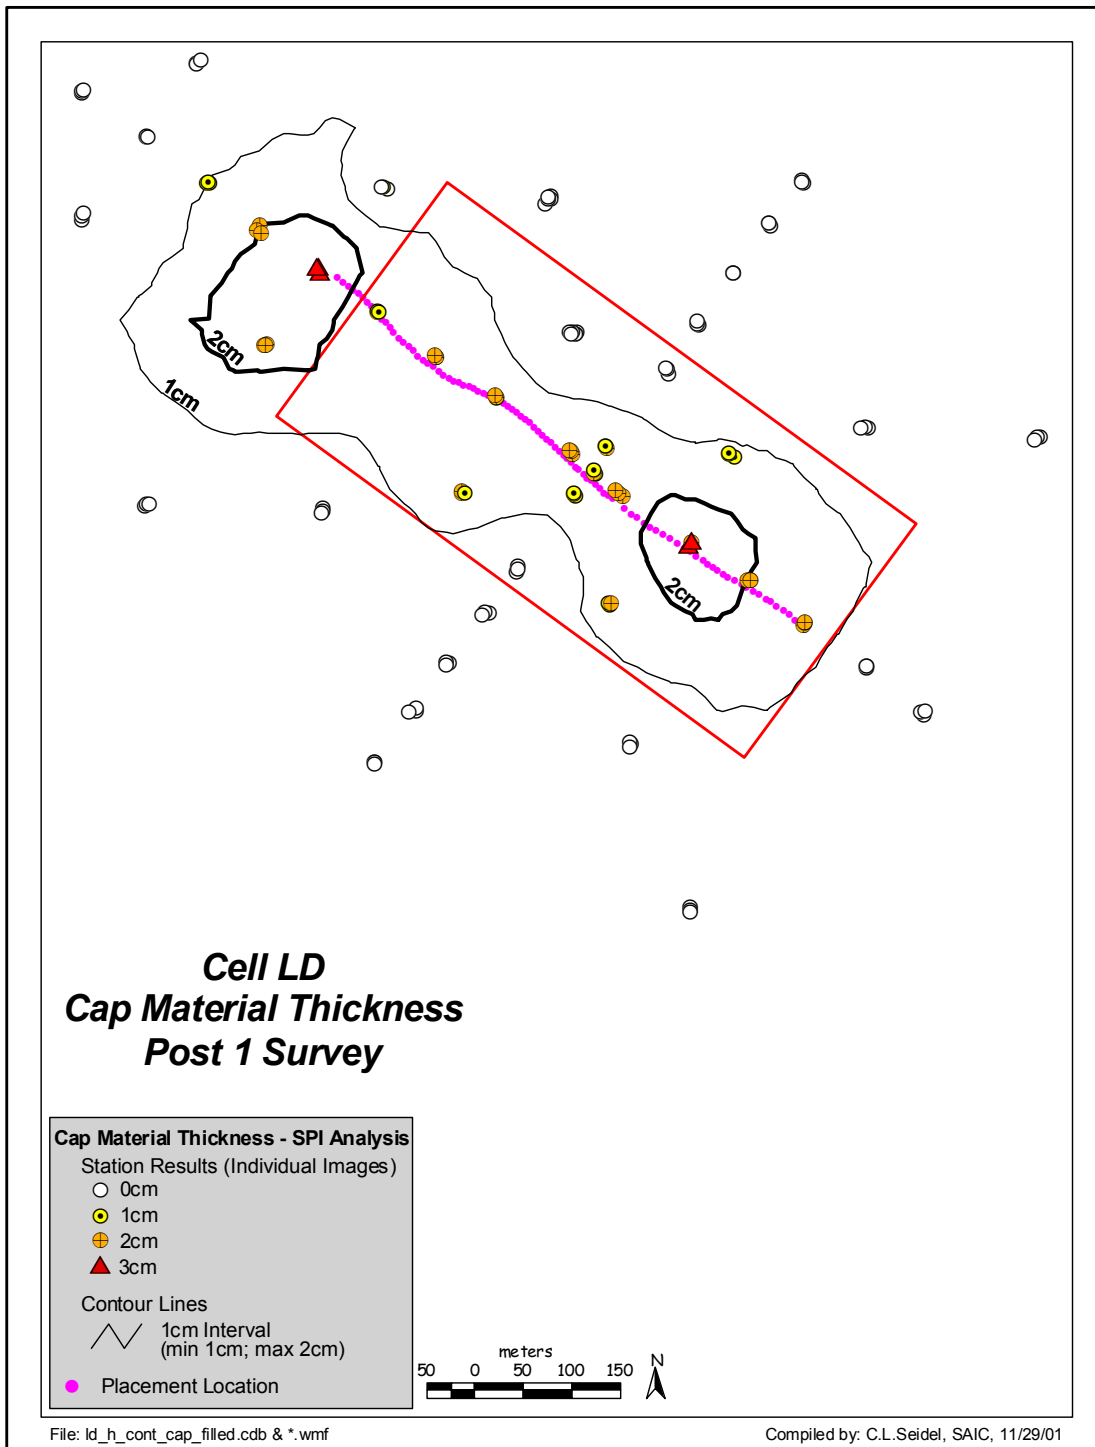 2cm
1cm
2cm
Cell LD
Cap Material Thickness
Post 1 Survey
Cap Material Thickness - SPI Analysis
Station Results (Individual Images)
0cm
1cm
2cm
3cm
Contour Lines
1cm Interval
(min 1cm; max 2cm)
Placement Location
meters
50 0 50 100 150
N
File: ld_h_cont_cap_filled.cdb & *.wmf
Compiled by: C.L.Seidel, SAIC, 11/29/01